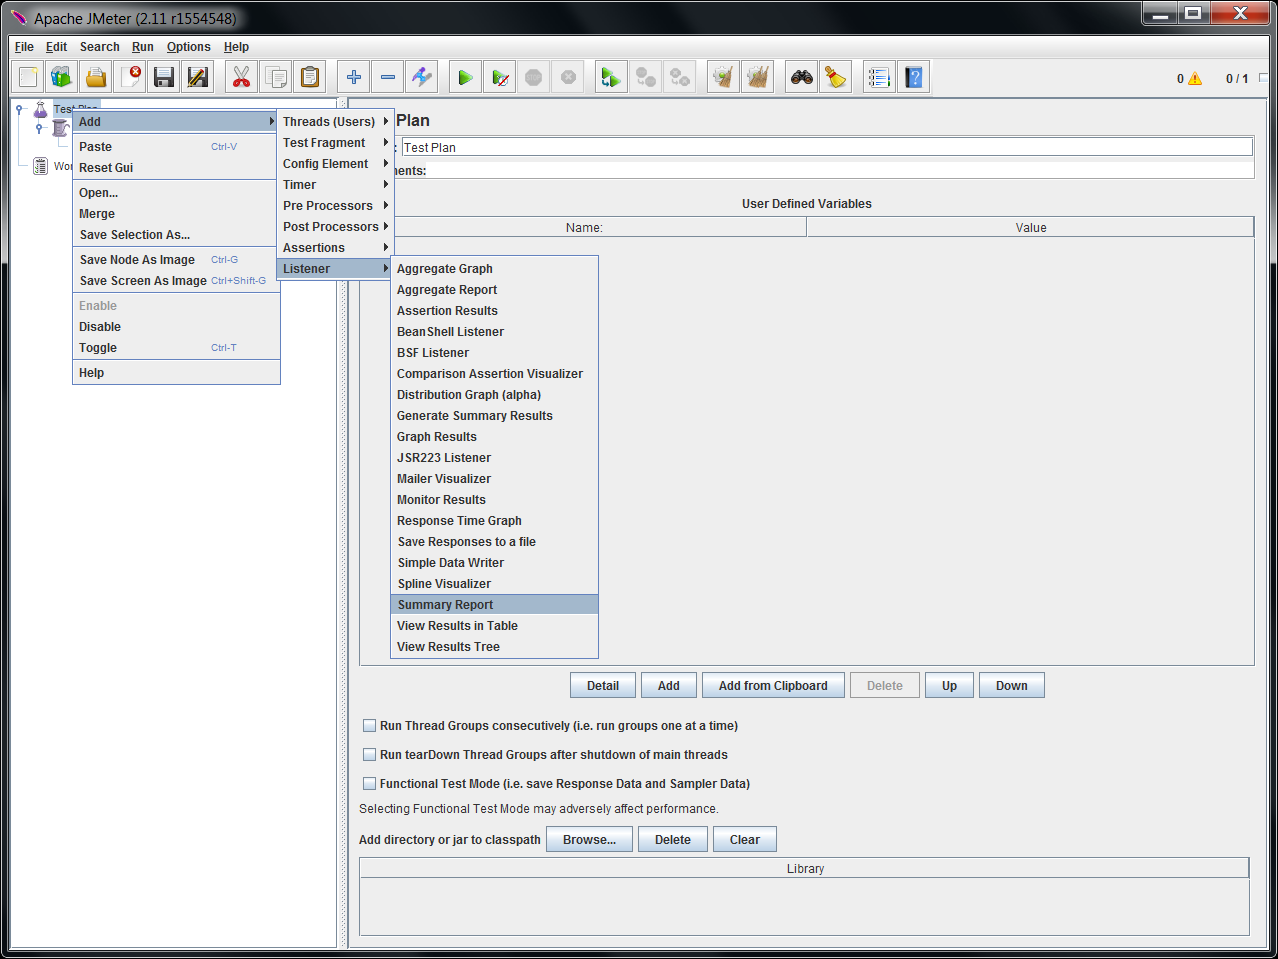 Apache JMeter (2.11 r1554548)
File Edit Search Run Options Help
0 0 / 1
Test Plan
Add
Paste Ctrl-V
Reset Gui
Open...
Merge
Save Selection As...
Save Node As Image Ctrl-G
Save Screen As Image Ctrl+Shift-G
Enable
Disable
Toggle Ctrl-T
Help
Wor
Threads (Users)
Test Fragment
Config Element
Timer
Pre Processors
Post Processors
Assertions
Listener
Aggregate Graph
Aggregate Report
Assertion Results
BeanShell Listener
BSF Listener
Comparison Assertion Visualizer
Distribution Graph (alpha)
Generate Summary Results
Graph Results
JSR223 Listener
Mailer Visualizer
Monitor Results
Response Time Graph
Save Responses to a file
Simple Data Writer
Spline Visualizer
Summary Report
View Results in Table
View Results Tree
Plan
: Test Plan
nents:
User Defined Variables
Name: Value
Detail Add Add from Clipboard Delete Up Down
Run Thread Groups consecutively (i.e. run groups one at a time)
Run tearDown Thread Groups after shutdown of main threads
Functional Test Mode (i.e. save Response Data and Sampler Data)
Selecting Functional Test Mode may adversely affect performance.
Add directory or jar to classpath Browse... Delete Clear
Library